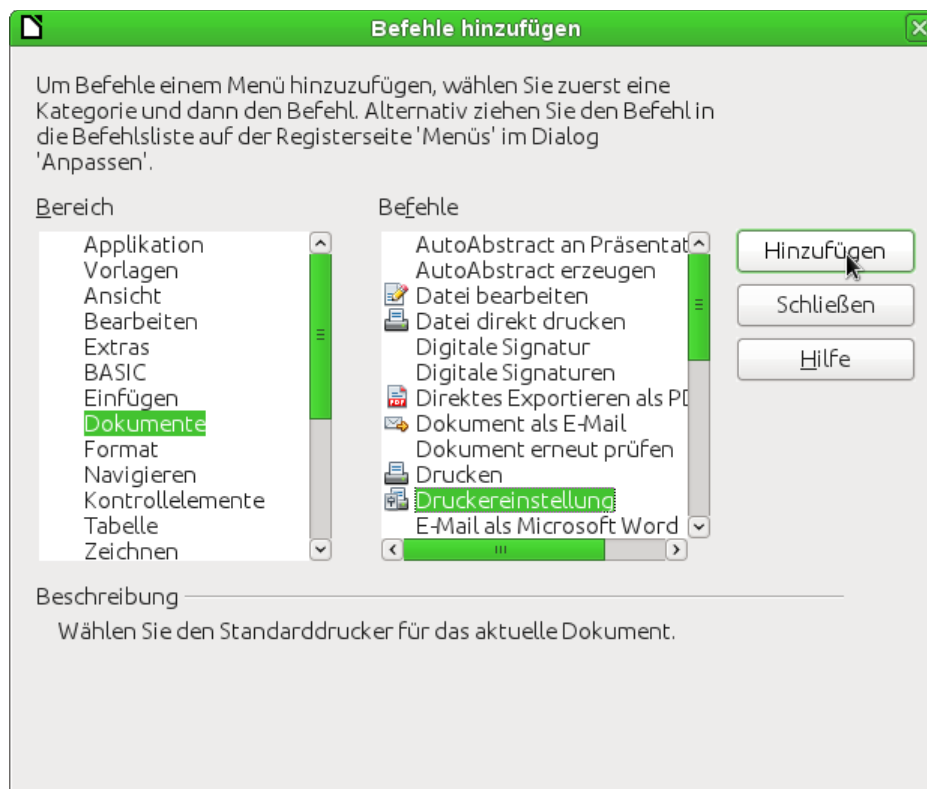 Befehle hinzufügen
Um Befehle einem Menü hinzuzufügen, wählen Sie zuerst eine
Kategorie und dann den Befehl. Alternativ ziehen Sie den Befehl in
die Befehlsliste auf der Registerseite 'Menüs' im Dialog
'Anpassen'.
Bereich
Applikation
Vorlagen
Ansicht
Bearbeiten
Extras
BASIC
Einfügen
Dokumente
Format
Navigieren
Kontrollelemente
Tabelle
Zeichnen
Befehle
AutoAbstract an Präsentat
AutoAbstract erzeugen
Datei bearbeiten
Datei direkt drucken
Digitale Signatur
Digitale Signaturen
Direktes Exportieren als PD
Dokument als E-Mail
Dokument erneut prüfen
Drucken
Druckereinstellung
E-Mail als Microsoft Word
Hinzufügen
Schließen
Hilfe
Beschreibung
Wählen Sie den Standarddrucker für das aktuelle Dokument.